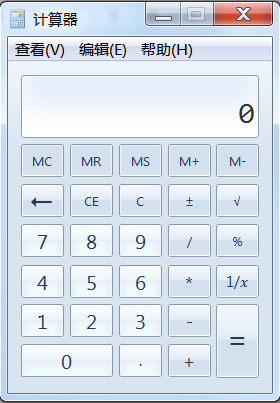 计算器
查看(V) 编辑(E) 帮助(H)
0
MC MR MS M+ M-
← CE C ± √
7 8 9 / %
4 5 6 * 1/x
1 2 3 - =
0 . +